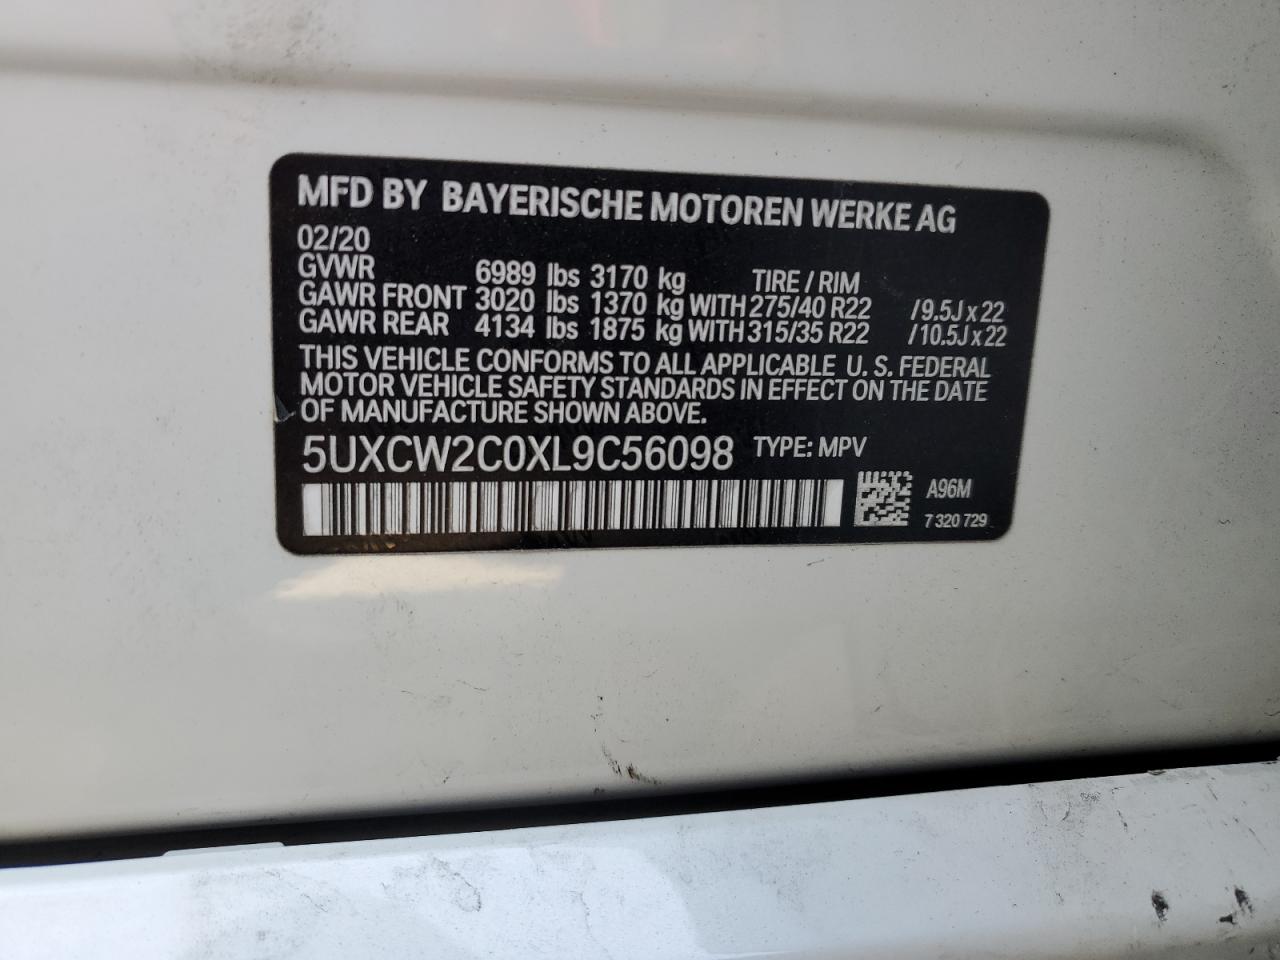 MFD BY BAYERISCHE MOTOREN WERKE AG
02/20
GVWR 6989 lbs 3170 kg TIRE / RIM
GAWR FRONT 3020 lbs 1370 kg WITH 275/40 R22 /9.5J x 22
GAWR REAR 4134 lbs 1875 kg WITH 315/35 R22 /10.5J x 22
THIS VEHICLE CONFORMS TO ALL APPLICABLE U. S. FEDERAL
MOTOR VEHICLE SAFETY STANDARDS IN EFFECT ON THE DATE
OF MANUFACTURE SHOWN ABOVE.
5UXCW2C0XL9C56098 TYPE: MPV
A96M
7 320 729